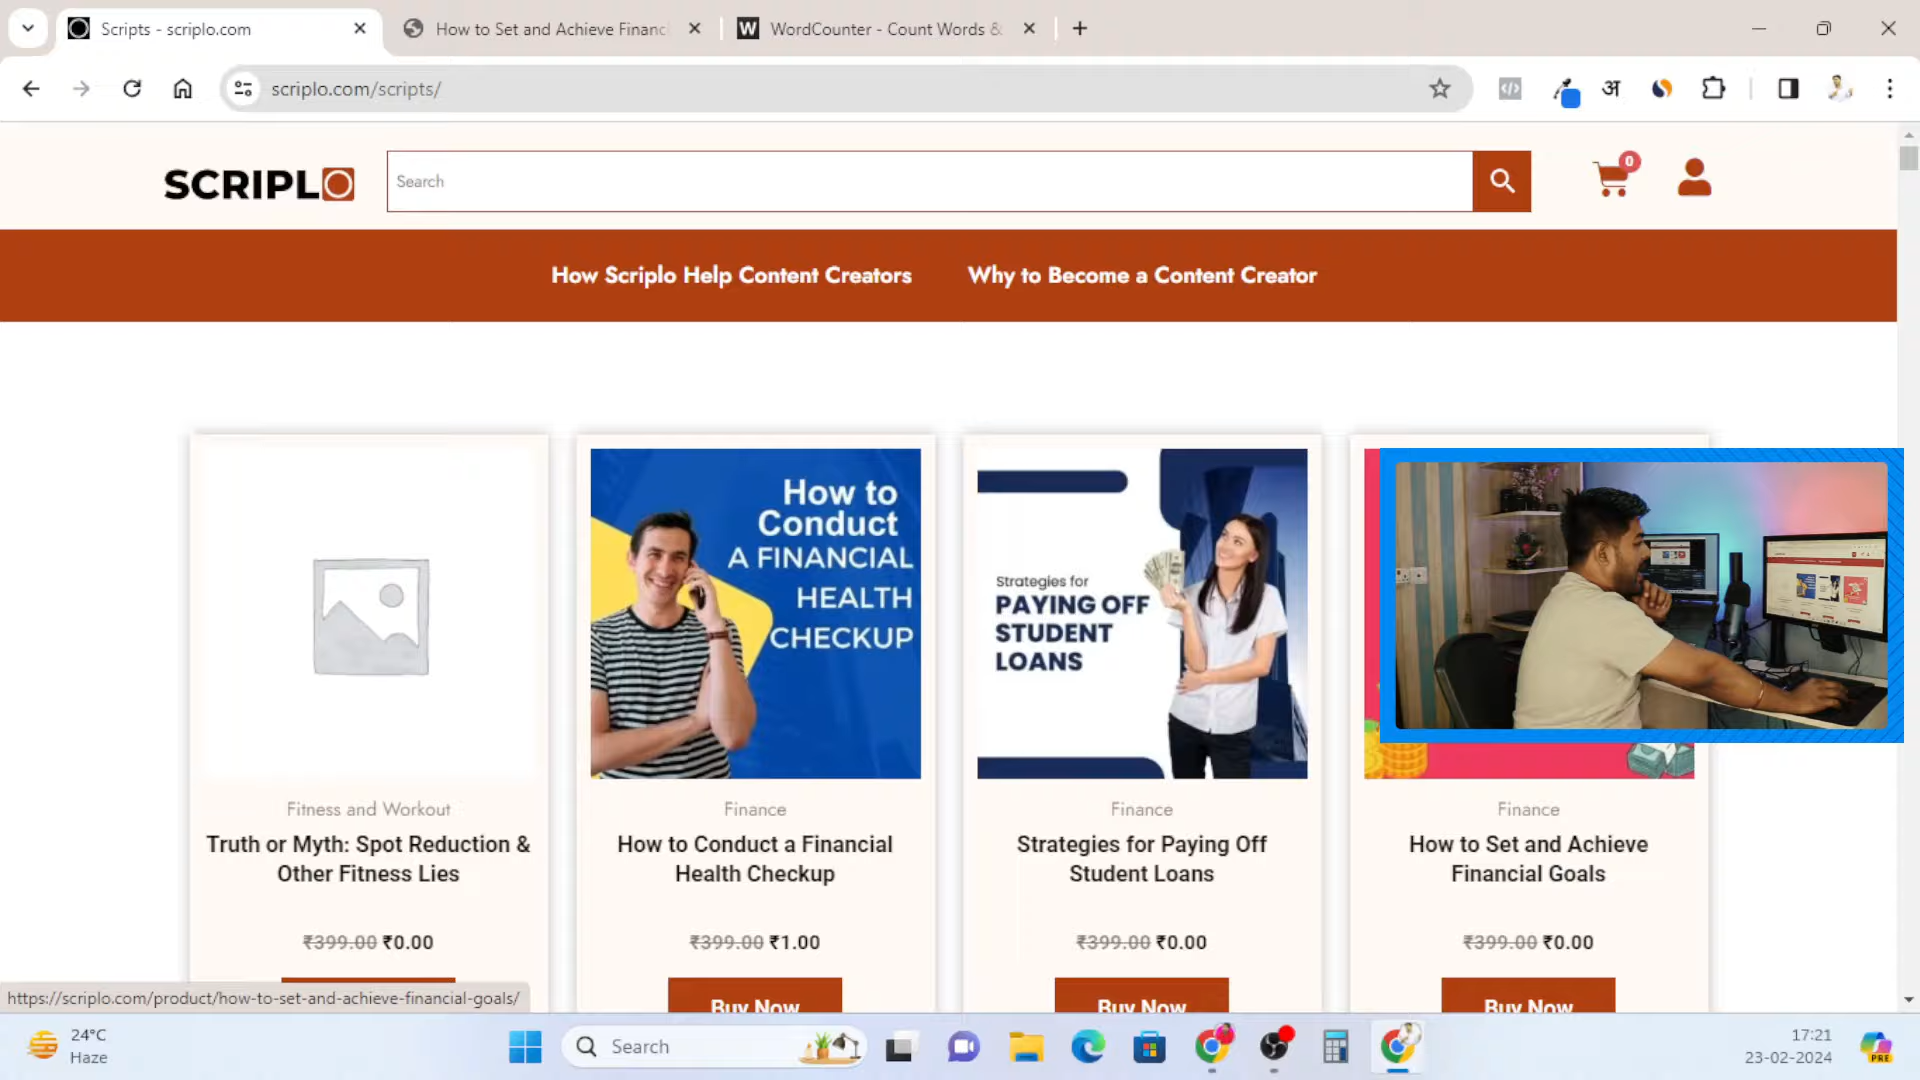 Scripts - scriplo.com
How to Set and Achieve Financ
WordCounter - Count Words &
scriplo.com/scripts/
अ
SCRIPLO
Search
0
How Scriplo Help Content Creators
Why to Become a Content Creator
How to
Conduct
A FINANCIAL
HEALTH
CHECKUP
Strategies for
PAYING OFF
STUDENT
LOANS
Fitness and Workout
Truth or Myth: Spot Reduction &
Other Fitness Lies
₹399.00 ₹0.00
Finance
How to Conduct a Financial
Health Checkup
₹399.00 ₹1.00
Buy Now
Finance
Strategies for Paying Off
Student Loans
₹399.00 ₹0.00
Buy Now
Finance
How to Set and Achieve
Financial Goals
₹399.00 ₹0.00
Buy Now
https://scriplo.com/product/how-to-set-and-achieve-financial-goals/
24°C
Haze
Search
17:21
23-02-2024
PRE